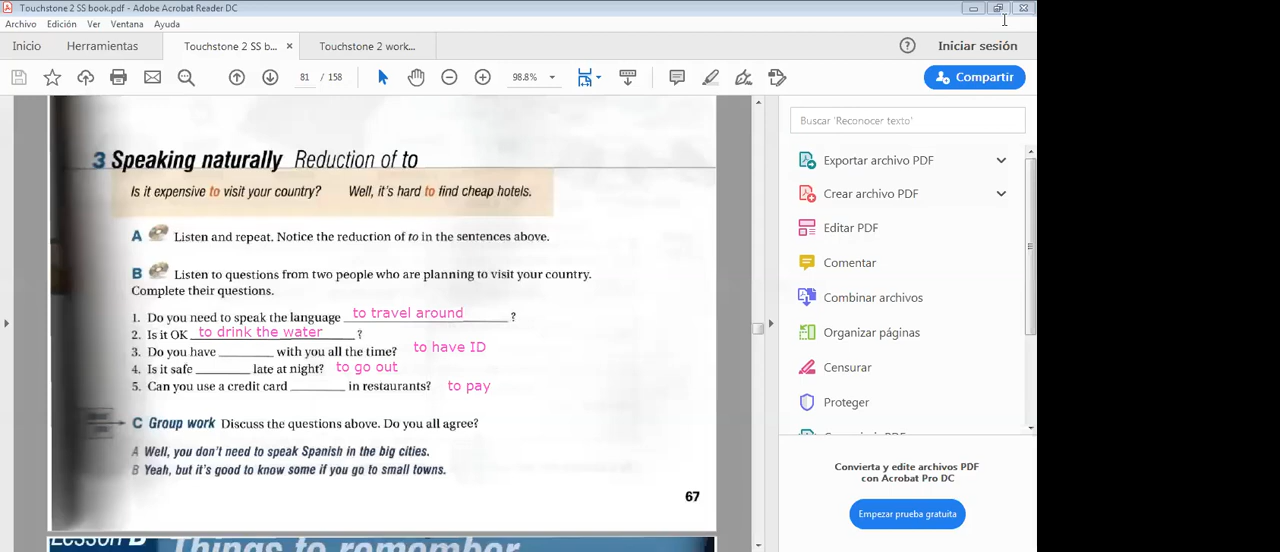 Touchstone 2 SS book.pdf - Adobe Acrobat Reader DC
Archivo Edición Ver Ventana Ayuda
Inicio Herramientas Touchstone 2 SS b... × Touchstone 2 work... ? Iniciar sesión
81 / 158 98.8% Compartir
3 Speaking naturally Reduction of to
Is it expensive to visit your country? Well, it's hard to find cheap hotels.
A Listen and repeat. Notice the reduction of to in the sentences above.
B Listen to questions from two people who are planning to visit your country.
Complete their questions.
1. Do you need to speak the language to travel around ?
2. Is it OK to drink the water ?
3. Do you have ______ with you all the time? to have ID
4. Is it safe ______ late at night? to go out
5. Can you use a credit card ______ in restaurants? to pay
C Group work Discuss the questions above. Do you all agree?
A Well, you don't need to speak Spanish in the big cities.
B Yeah, but it's good to know some if you go to small towns.
67
Lesson B Things to remember
Buscar 'Reconocer texto'
Exportar archivo PDF
Crear archivo PDF
Editar PDF
Comentar
Combinar archivos
Organizar páginas
Censurar
Proteger
Convierta y edite archivos PDF
con Acrobat Pro DC
Empezar prueba gratuita